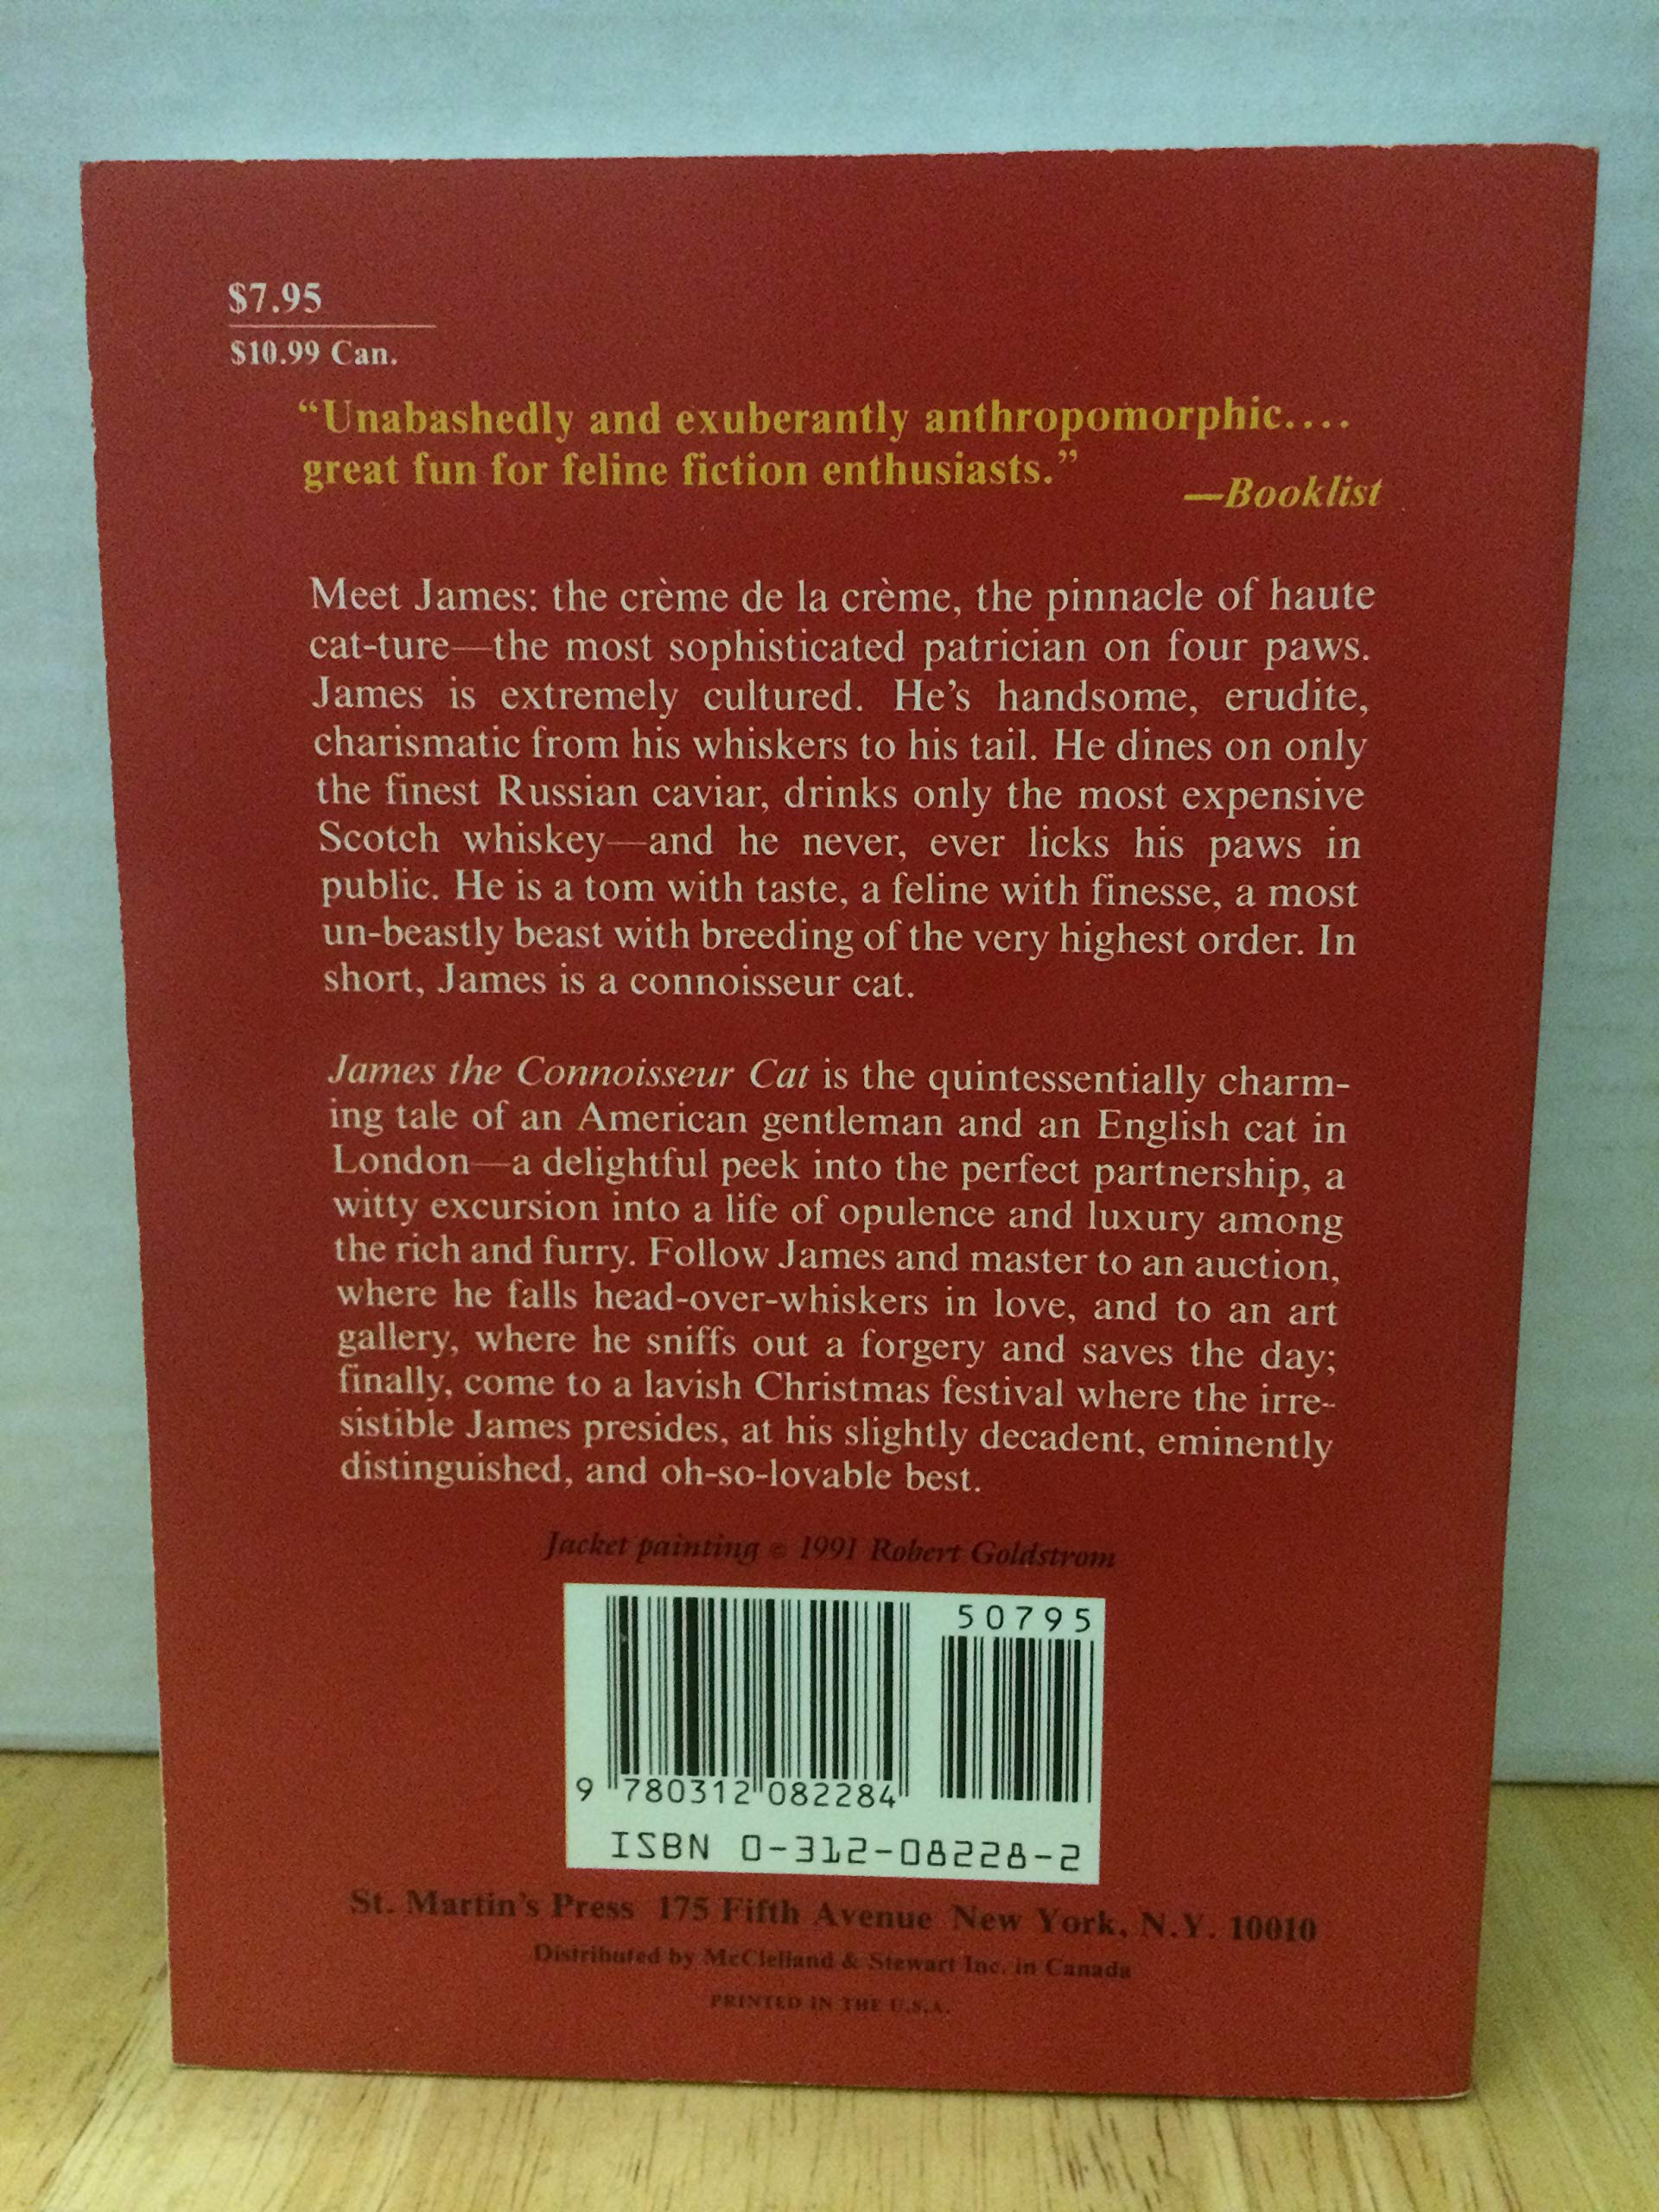 $7.95
$10.99 Can.
“Unabashedly and exuberantly anthropomorphic....
great fun for feline fiction enthusiasts.”
—Booklist
Meet James: the crème de la crème, the pinnacle of haute
cat-ture—the most sophisticated patrician on four paws.
James is extremely cultured. He’s handsome, erudite,
charismatic from his whiskers to his tail. He dines on only
the finest Russian caviar, drinks only the most expensive
Scotch whiskey—and he never, ever licks his paws in
public. He is a tom with taste, a feline with finesse, a most
un-beastly beast with breeding of the very highest order. In
short, James is a connoisseur cat.
James the Connoisseur Cat is the quintessentially charm-
ing tale of an American gentleman and an English cat in
London—a delightful peek into the perfect partnership, a
witty excursion into a life of opulence and luxury among
the rich and furry. Follow James and master to an auction,
where he falls head-over-whiskers in love, and to an art
gallery, where he sniffs out a forgery and saves the day;
finally, come to a lavish Christmas festival where the irre-
sistible James presides, at his slightly decadent, eminently
distinguished, and oh-so-lovable best.
Jacket painting © 1991 Robert Goldstrom
50795
9 780312 082284
ISBN 0-312-08228-2
St. Martin’s Press 175 Fifth Avenue New York, N.Y. 10010
Distributed by McClelland & Stewart Inc. in Canada
PRINTED IN THE U.S.A.